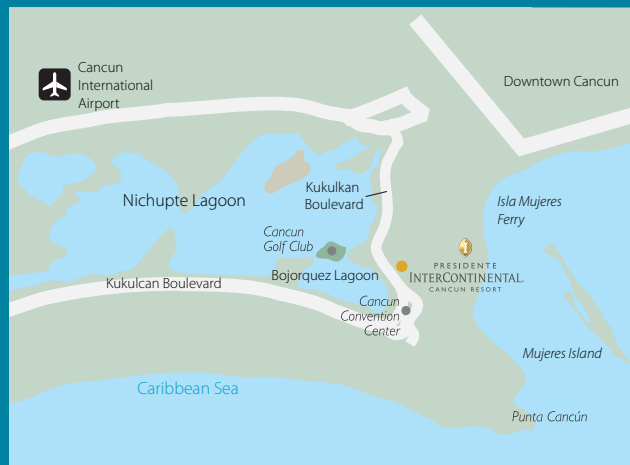 Cancun
International
Airport
Downtown Cancun
Kukulkan
Boulevard
Nichupte Lagoon
Isla Mujeres
Ferry
Cancun
Golf Club
PRESIDENTE
INTERCONTINENTAL.
CANCUN RESORT
Bojorquez Lagoon
Kukulcan Boulevard
Cancun
Convention
Center
Mujeres Island
Caribbean Sea
Punta Cancún